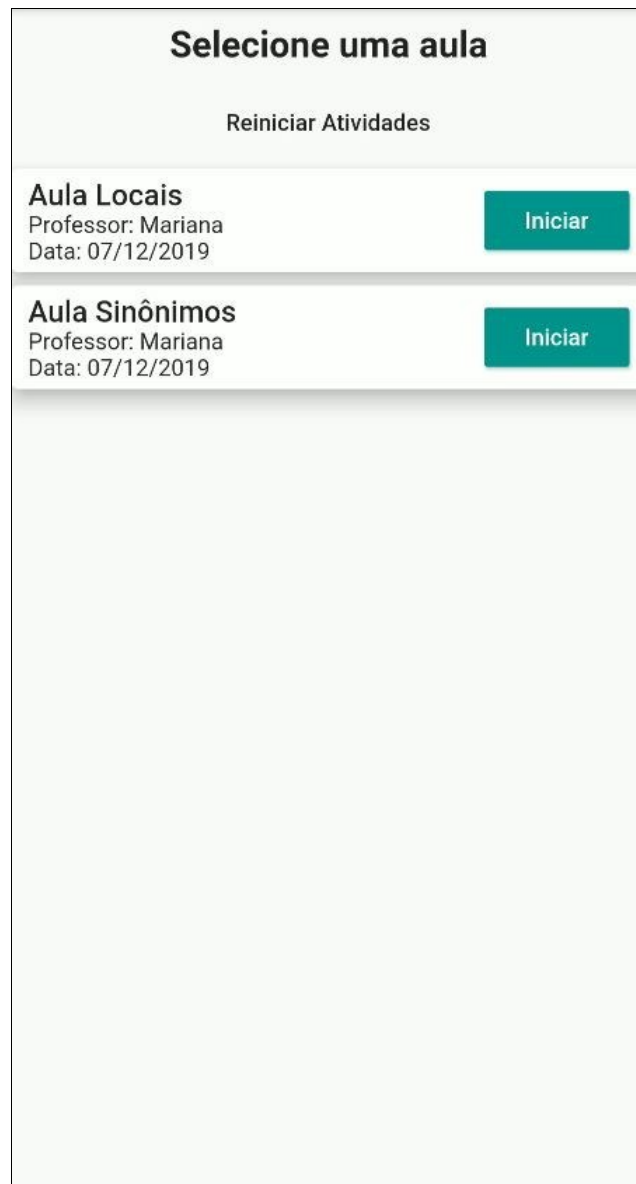 Selecione uma aula
Reiniciar Atividades
Aula Locais
Professor: Mariana
Data: 07/12/2019
Iniciar
Aula Sinônimos
Professor: Mariana
Data: 07/12/2019
Iniciar